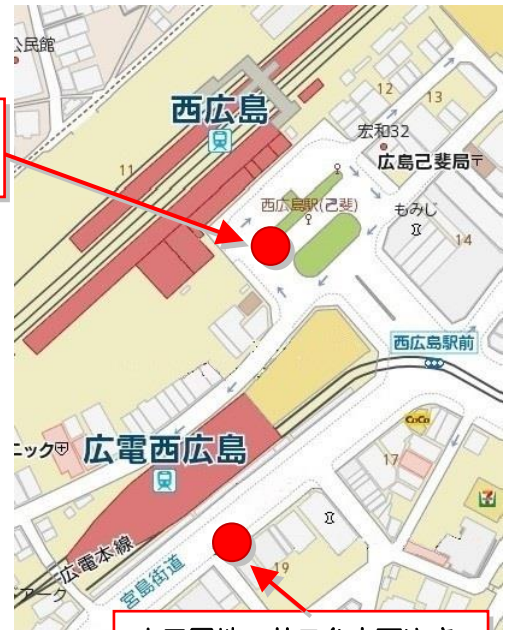 公民館
西広島
12
13
宏和32
広島己斐局〒
11
西広島駅(己斐)
もみじ
14
西広島駅前
CoCo
ニック
広電西広島
17
7
広電本線
宮島街道
19
アーク